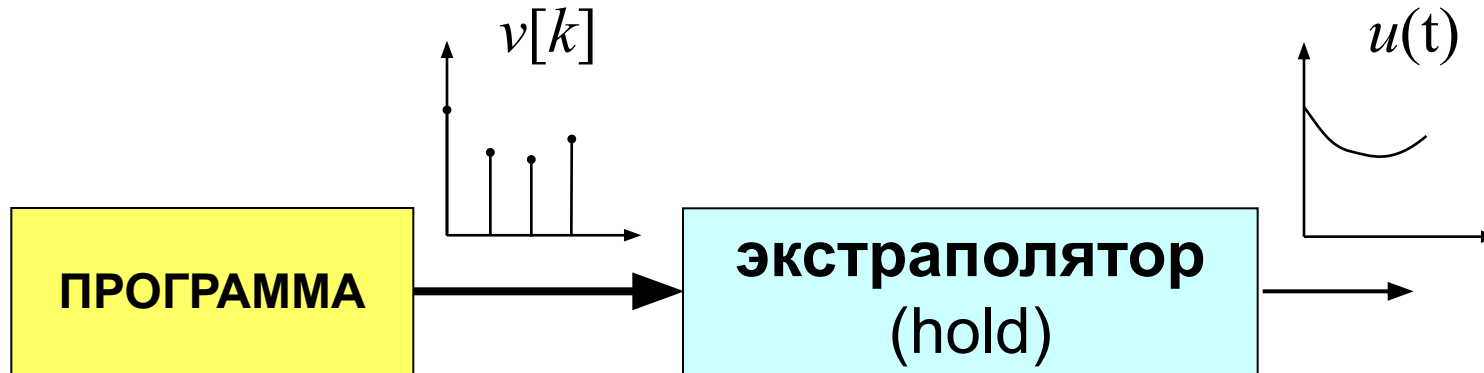 v[k]
u(t)
ПРОГРАММА
экстраполятор
(hold)